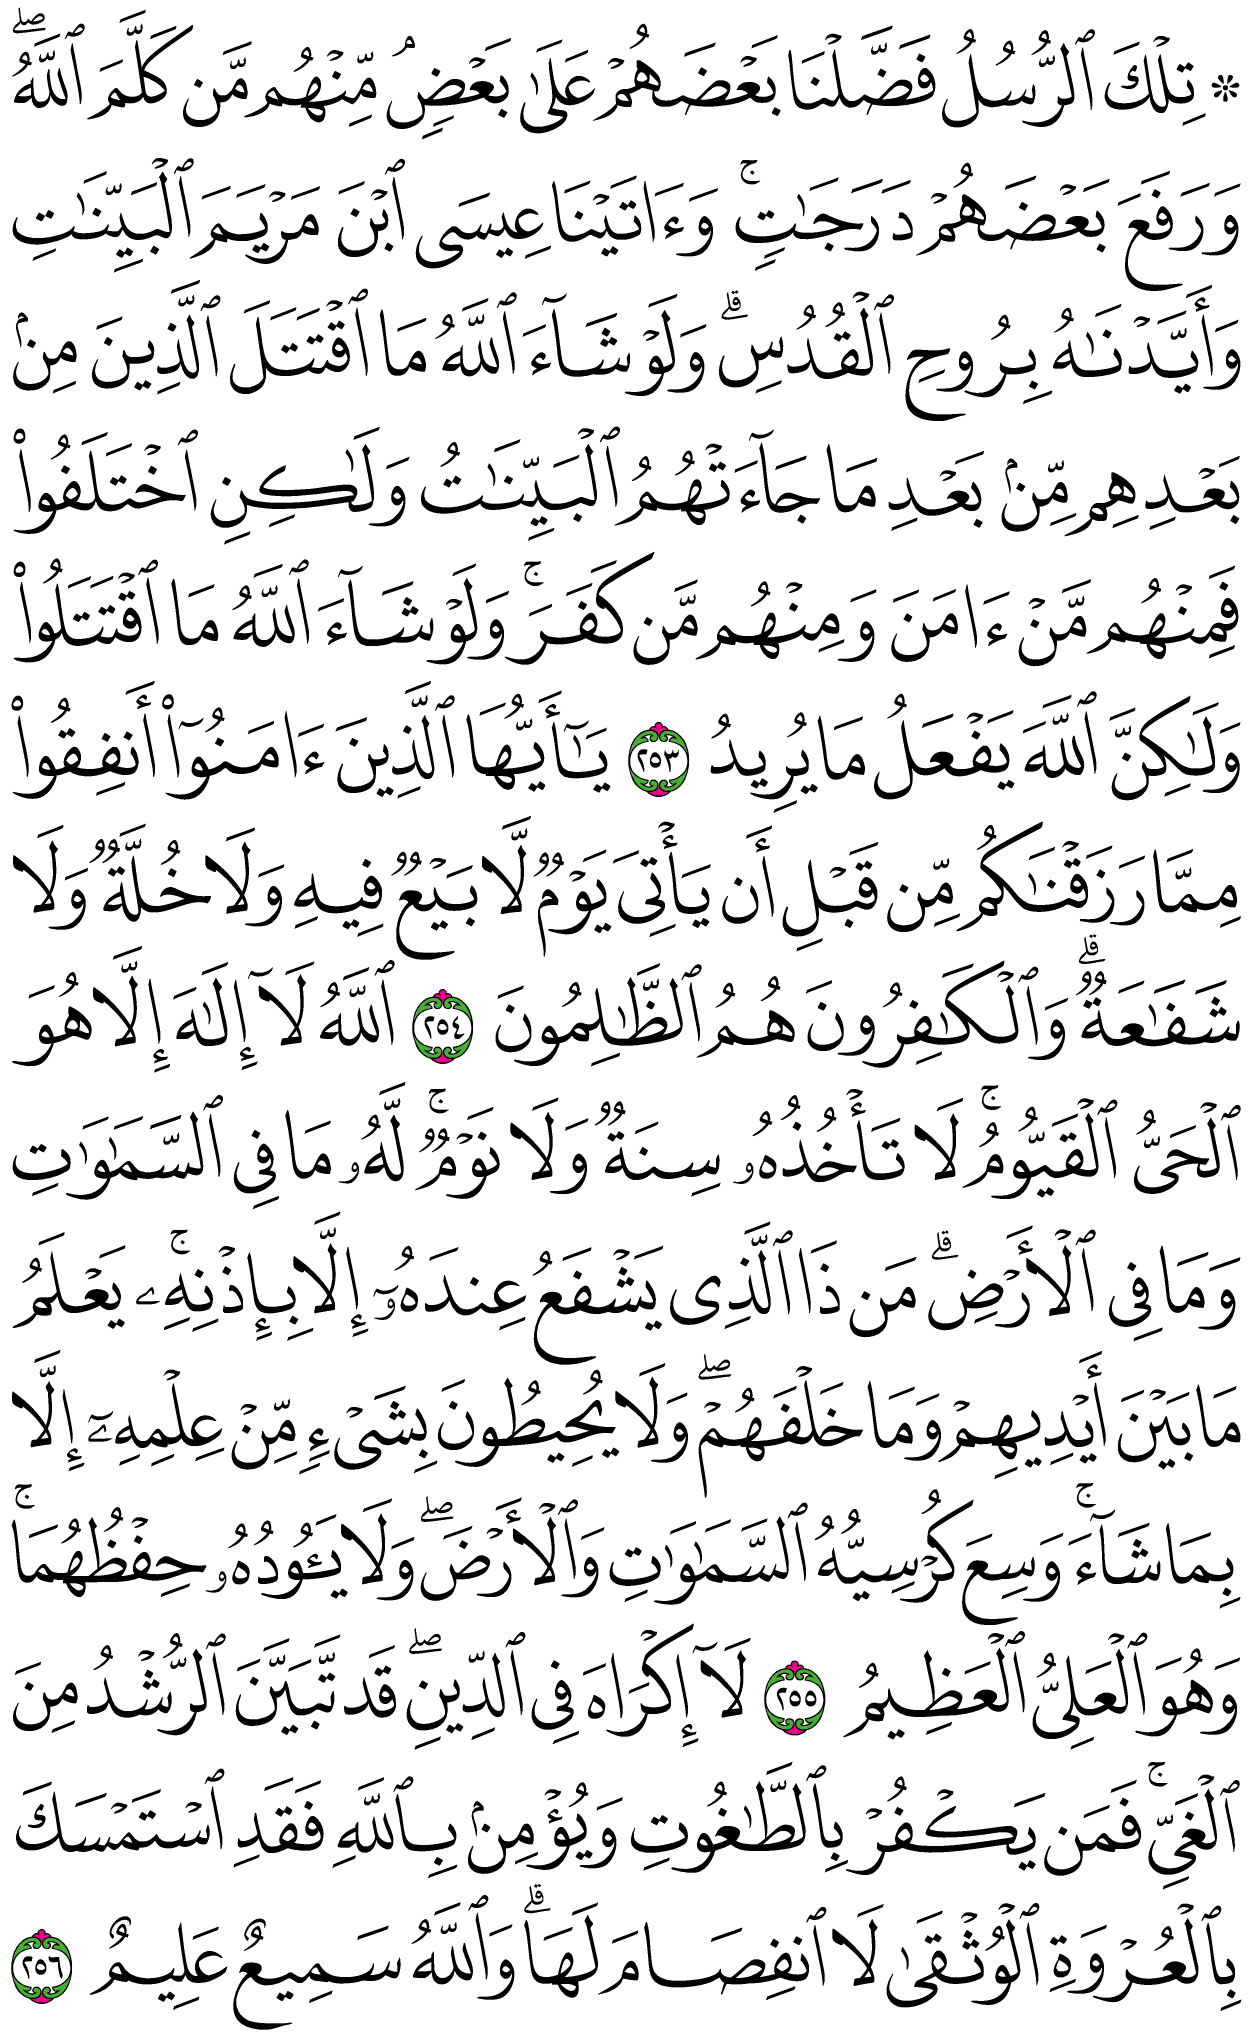 ۞ تِلۡكَ ٱلرُّسُلُ فَضَّلۡنَا بَعۡضَهُمۡ عَلَىٰ بَعۡضٖۘ مِّنۡهُم مَّن كَلَّمَ ٱللَّهُۖ
وَرَفَعَ بَعۡضَهُمۡ دَرَجَٰتٖۚ وَءَاتَيۡنَا عِيسَى ٱبۡنَ مَرۡيَمَ ٱلۡبَيِّنَٰتِ
وَأَيَّدۡنَٰهُ بِرُوحِ ٱلۡقُدُسِۗ وَلَوۡ شَآءَ ٱللَّهُ مَا ٱقۡتَتَلَ ٱلَّذِينَ مِنۢ
بَعۡدِهِم مِّنۢ بَعۡدِ مَا جَآءَتۡهُمُ ٱلۡبَيِّنَٰتُ وَلَٰكِنِ ٱخۡتَلَفُواْ
فَمِنۡهُم مَّنۡ ءَامَنَ وَمِنۡهُم مَّن كَفَرَۚ وَلَوۡ شَآءَ ٱللَّهُ مَا ٱقۡتَتَلُواْ
وَلَٰكِنَّ ٱللَّهَ يَفۡعَلُ مَا يُرِيدُ ٢٥٣ يَٰٓأَيُّهَا ٱلَّذِينَ ءَامَنُوٓاْ أَنفِقُواْ
مِمَّا رَزَقۡنَٰكُم مِّن قَبۡلِ أَن يَأۡتِيَ يَوۡمٞ لَّا بَيۡعٞ فِيهِ وَلَا خُلَّةٞ وَلَا
شَفَٰعَةٞۗ وَٱلۡكَٰفِرُونَ هُمُ ٱلظَّٰلِمُونَ ٢٥٤ ٱللَّهُ لَآ إِلَٰهَ إِلَّا هُوَ
ٱلۡحَيُّ ٱلۡقَيُّومُۚ لَا تَأۡخُذُهُۥ سِنَةٞ وَلَا نَوۡمٞۚ لَّهُۥ مَا فِي ٱلسَّمَٰوَٰتِ
وَمَا فِي ٱلۡأَرۡضِۗ مَن ذَا ٱلَّذِي يَشۡفَعُ عِندَهُۥٓ إِلَّا بِإِذۡنِهِۦۚ يَعۡلَمُ
مَا بَيۡنَ أَيۡدِيهِمۡ وَمَا خَلۡفَهُمۡۖ وَلَا يُحِيطُونَ بِشَيۡءٖ مِّنۡ عِلۡمِهِۦٓ إِلَّا
بِمَا شَآءَۚ وَسِعَ كُرۡسِيُّهُ ٱلسَّمَٰوَٰتِ وَٱلۡأَرۡضَۖ وَلَا يَـُٔودُهُۥ حِفۡظُهُمَاۚ
وَهُوَ ٱلۡعَلِيُّ ٱلۡعَظِيمُ ٢٥٥ لَآ إِكۡرَاهَ فِي ٱلدِّينِۖ قَد تَّبَيَّنَ ٱلرُّشۡدُ مِنَ
ٱلۡغَيِّۚ فَمَن يَكۡفُرۡ بِٱلطَّٰغُوتِ وَيُؤۡمِنۢ بِٱللَّهِ فَقَدِ ٱسۡتَمۡسَكَ
بِٱلۡعُرۡوَةِ ٱلۡوُثۡقَىٰ لَا ٱنفِصَامَ لَهَاۗ وَٱللَّهُ سَمِيعٌ عَلِيمٌ ٢٥٦